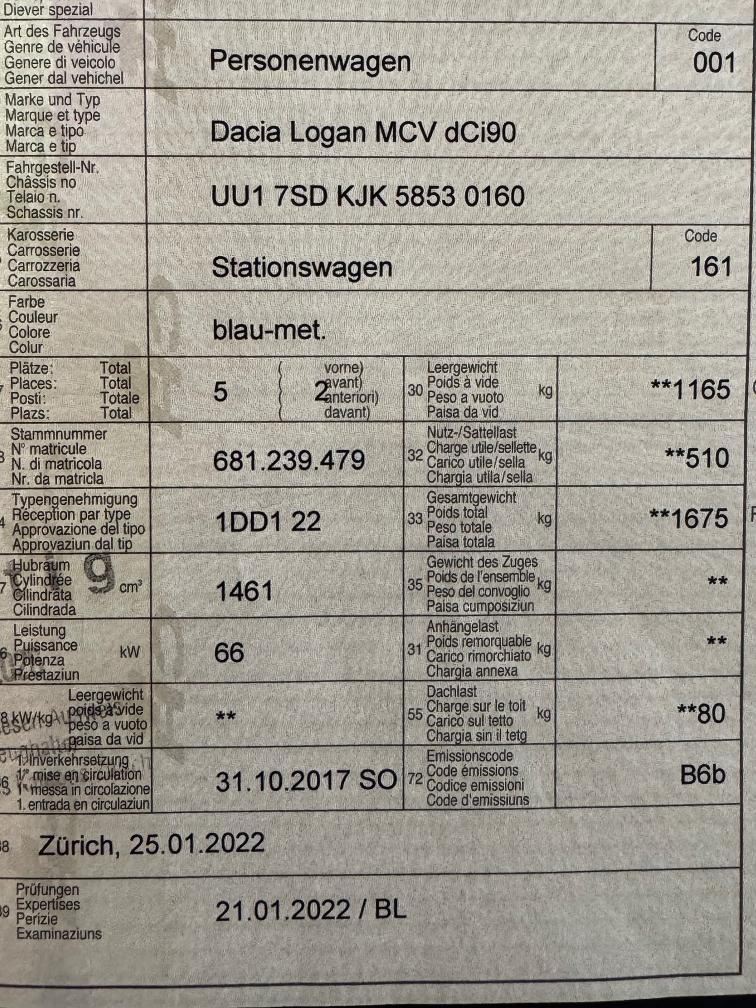 Diever spezial
Art des Fahrzeugs
Genre de véhicule
Genere di veicolo
Gener dal vehichel
Personenwagen
Code
001
Marke und Typ
Marque et type
Marca e tipo
Marca e tip
Dacia Logan MCV dCi90
Fahrgestell-Nr.
Châssis no
Telaio n.
Schassis nr.
UU1 7SD KJK 5853 0160
Karosserie
Carrosserie
Carrozzeria
Carossaria
Stationswagen
Code
161
Farbe
Couleur
Colore
Colur
blau-met.
Plätze: Total
Places: Total
Posti: Totale
Plazs: Total
5
2
vorne)
avant)
anteriori)
davant)
30
Leergewicht
Poids à vide
Peso a vuoto
Paisa da vid
kg
**1165
Stammnummer
N° matricule
N. di matricola
Nr. da matricla
681.239.479
32
Nutz-/Sattellast
Charge utile/sellette
Carico utile/sella
Chargia utila/sella
kg
**510
Typengenehmigung
Réception par type
Approvazione del tipo
Approvaziun dal tip
1DD1 22
33
Gesamtgewicht
Poids total
Peso totale
Paisa totala
kg
**1675
Hubraum
Cylindrée
Cilindrata
Cilindrada
cm³
1461
35
Gewicht des Zuges
Poids de l'ensemble
Peso del convoglio
Paisa cumposiziun
kg
**
Leistung
Puissance
Potenza
Prestaziun
kW
66
31
Anhängelast
Poids remorquable
Carico rimorchiato
Chargia annexa
kg
**
kW/kg
Leergewicht
poids à vide
peso a vuoto
paisa da vid
**
55
Dachlast
Charge sur le toit
Carico sul tetto
Chargia sin il tetg
kg
**80
1. Inverkehrsetzung
1re mise en circulation
1a messa in circolazione
1. entrada en circulaziun
31.10.2017 SO
72
Emissionscode
Code émissions
Codice emissioni
Code d'emissiuns
B6b
Zürich, 25.01.2022
Prüfungen
Expertises
Perizie
Examinaziuns
21.01.2022 / BL